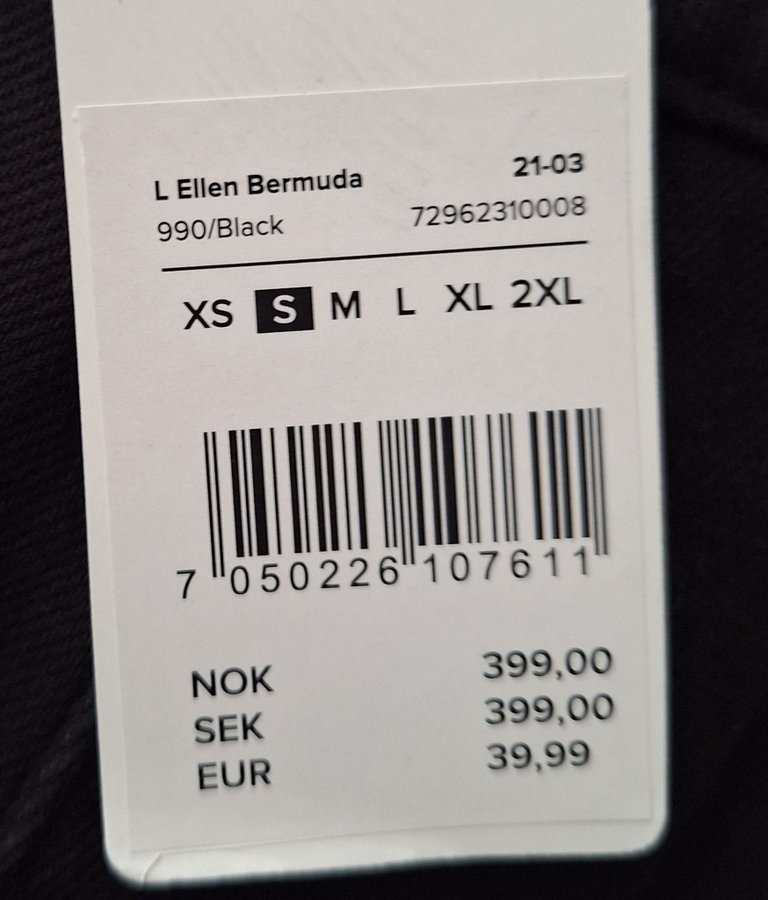 L Ellen Bermuda 21-03
990/Black 72962310008
XS S M L XL 2XL
7 050226 107611
NOK 399,00
SEK 399,00
EUR 39,99